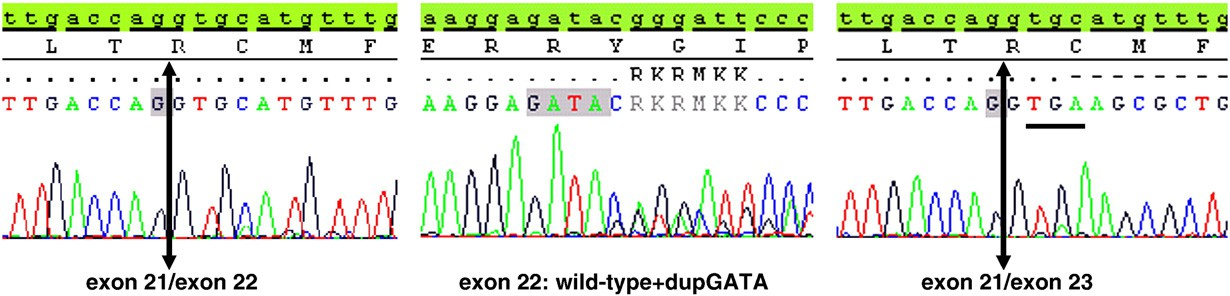 ttgaccaggtgcatgtttg
L T R C M F
TTGACCAGGTGCATGTTTG
exon 21/exon 22
aaggagatacgggattccc
E R R Y G I P
..........RKRMKK...
AAGGAGATACRKRMKKCCC
exon 22: wild-type+dupGATA
ttgaccaggtgcatgtttg
L T R C M F
...........--------
TTGACCAGGTGAAGCGCTG
exon 21/exon 23